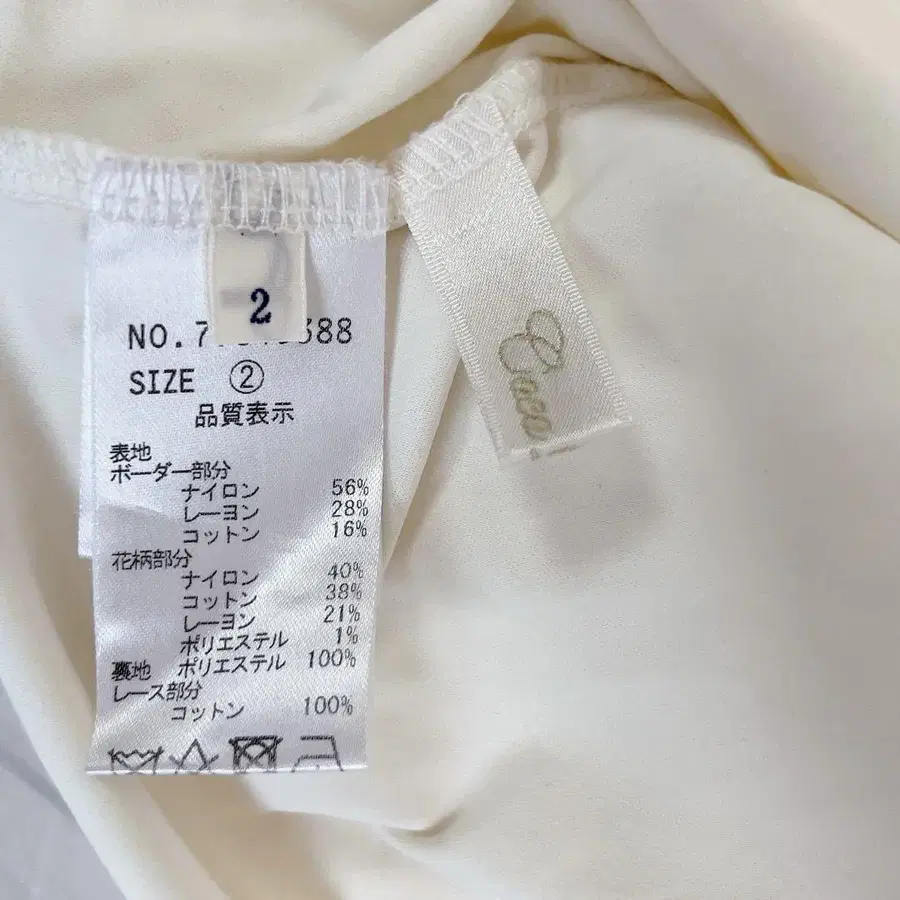 2
SIZE ②
品質表示
表地
ボーダー部分
ナイロン 56%
レーヨン 28%
コットン 16%
花柄部分
ナイロン 40%
コットン 38%
レーヨン 21%
ポリエステル 1%
裏地 ポリエステル 100%
レース部分
コットン 100%